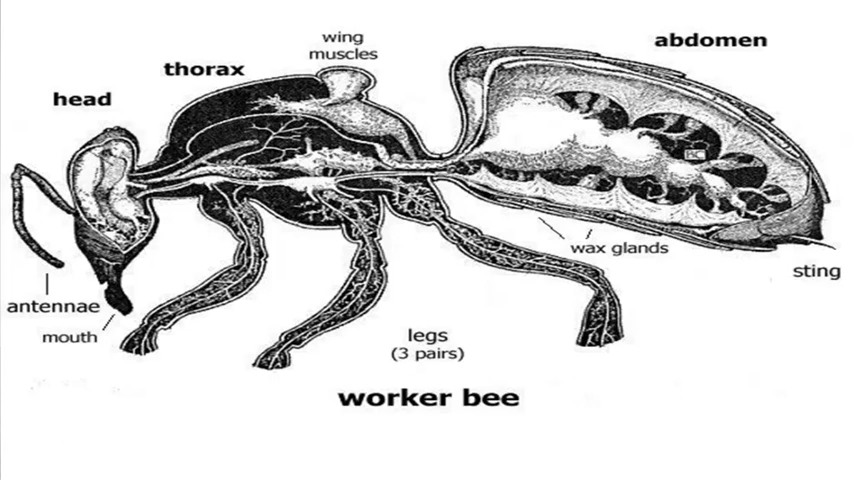 wing
muscles
abdomen
thorax
head
wax glands
sting
antennae
mouth
legs
(3 pairs)
worker bee